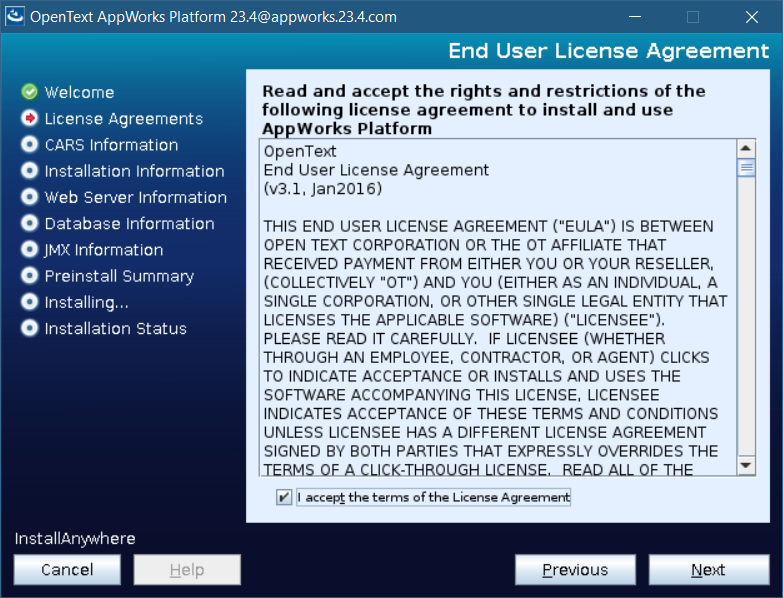 OpenText AppWorks Platform 23.4@appworks.23.4.com
End User License Agreement
Welcome
License Agreements
CARS Information
Installation Information
Web Server Information
Database Information
JMX Information
Preinstall Summary
Installing...
Installation Status
Read and accept the rights and restrictions of the
following license agreement to install and use
AppWorks Platform
OpenText
End User License Agreement
(v3.1, Jan2016)
THIS END USER LICENSE AGREEMENT ("EULA") IS BETWEEN
OPEN TEXT CORPORATION OR THE OT AFFILIATE THAT
RECEIVED PAYMENT FROM EITHER YOU OR YOUR RESELLER,
(COLLECTIVELY "OT") AND YOU (EITHER AS AN INDIVIDUAL, A
SINGLE CORPORATION, OR OTHER SINGLE LEGAL ENTITY THAT
LICENSES THE APPLICABLE SOFTWARE) ("LICENSEE").
PLEASE READ IT CAREFULLY.  IF LICENSEE (WHETHER
THROUGH AN EMPLOYEE, CONTRACTOR, OR AGENT) CLICKS
TO INDICATE ACCEPTANCE OR INSTALLS AND USES THE
SOFTWARE ACCOMPANYING THIS LICENSE, LICENSEE
INDICATES ACCEPTANCE OF THESE TERMS AND CONDITIONS
UNLESS LICENSEE HAS A DIFFERENT LICENSE AGREEMENT
SIGNED BY BOTH PARTIES THAT EXPRESSLY OVERRIDES THE
TERMS OF A CLICK-THROUGH LICENSE.  READ ALL OF THE
I accept the terms of the License Agreement
InstallAnywhere
Cancel
Help
Previous
Next